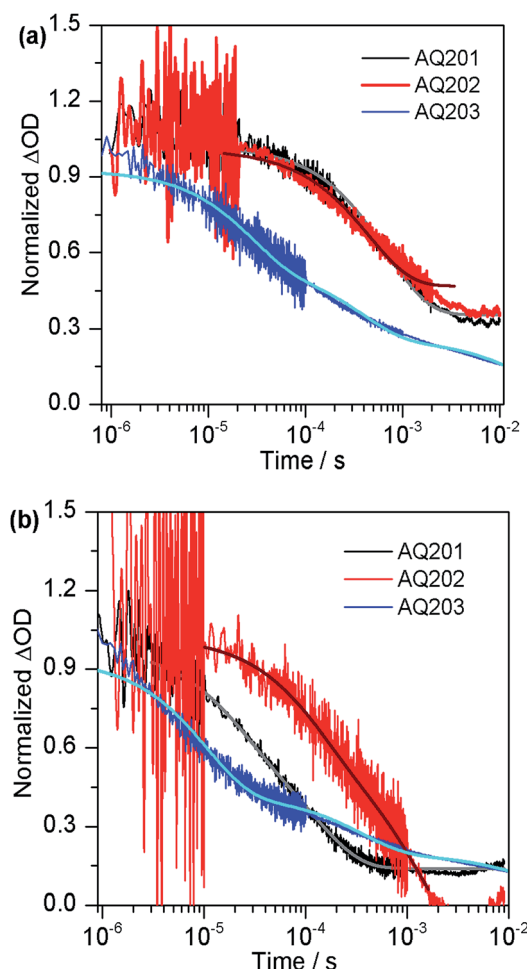 (a)
1.5
1.2
0.9
0.6
0.3
0.0
Normalized ΔOD
AQ201
AQ202
AQ203
10⁻⁶ 10⁻⁵ 10⁻⁴ 10⁻³ 10⁻²
Time / s
(b)
1.5
1.2
0.9
0.6
0.3
0.0
Normalized ΔOD
AQ201
AQ202
AQ203
10⁻⁶ 10⁻⁵ 10⁻⁴ 10⁻³ 10⁻²
Time / s